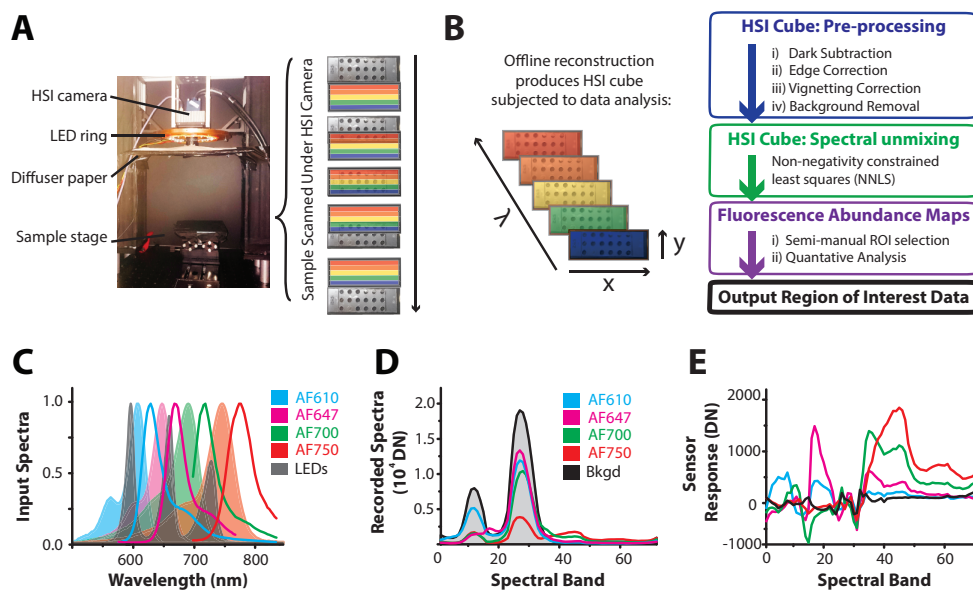 A
HSI camera
LED ring
Diffuser paper
Sample stage
Sample Scanned Under HSI Camera
B
Offline reconstruction
produces HSI cube
subjected to data analysis:
λ
x
y
HSI Cube: Pre-processing
i) Dark Subtraction
ii) Edge Correction
iii) Vignetting Correction
iv) Background Removal
HSI Cube: Spectral unmixing
Non-negativity constrained
least squares (NNLS)
Fluorescence Abundance Maps
i) Semi-manual ROI selection
ii) Quantative Analysis
Output Region of Interest Data
C
Input Spectra
1.0
0.5
1.0
600
700
800
Wavelength (nm)
AF610
AF647
AF700
AF750
LEDs
D
Recorded Spectra
(10⁴ DN)
2.0
1.5
1.0
0.5
0
20
40
60
Spectral Band
AF610
AF647
AF700
AF750
Bkgd
E
Sensor
Response (DN)
2000
1000
0
-1000
0
20
40
60
Spectral Band